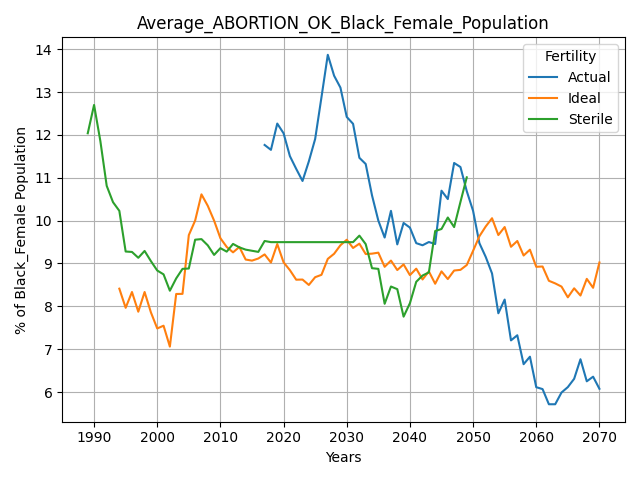 Average_ABORTION_OK_Black_Female_Population
Fertility
Actual
Ideal
Sterile
% of Black_Female Population
14
13
12
11
10
9
8
7
6
1990 2000 2010 2020 2030 2040 2050 2060 2070
Years